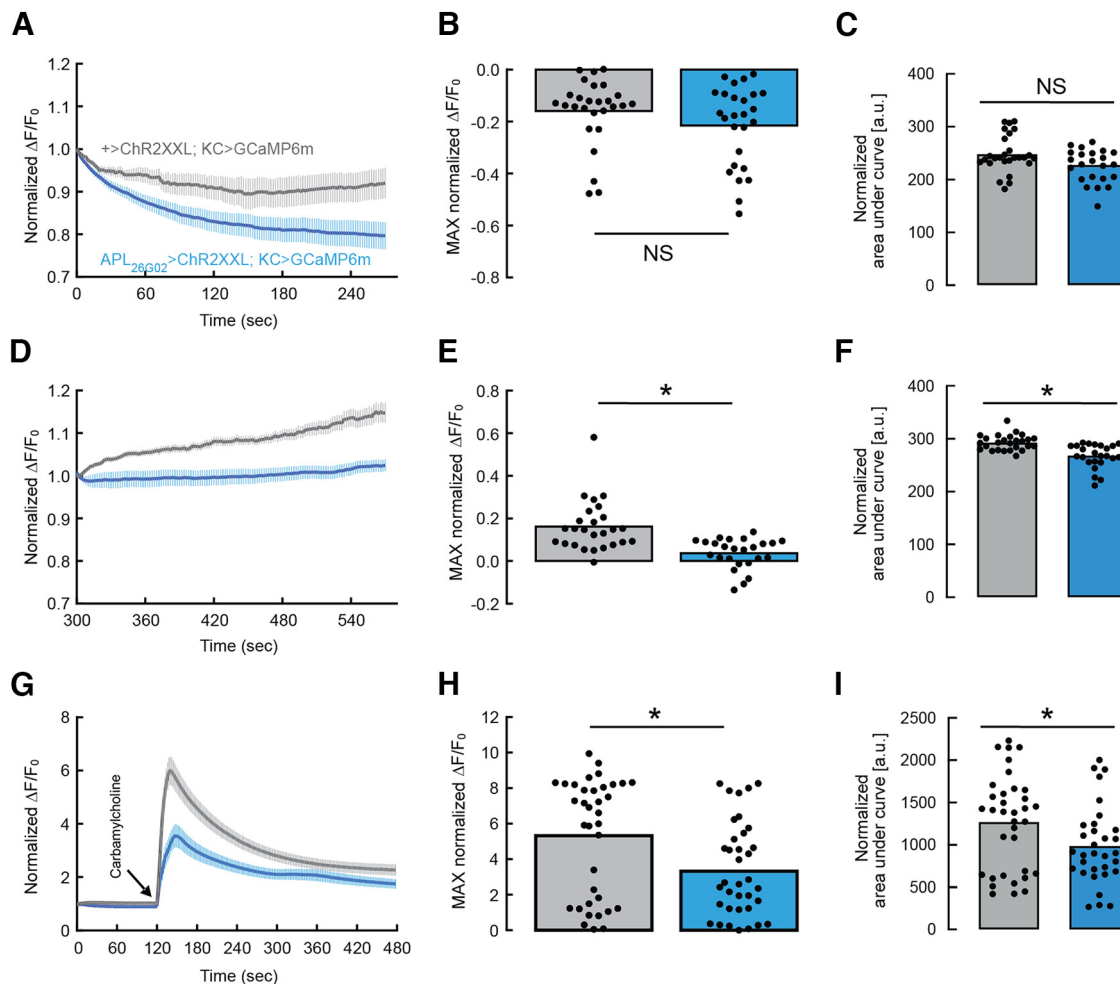 A
B
C
1.2
1.1
1.0
0.9
0.8
0.7
Normalized ΔF/F0
+>ChR2XXL; KC>GCaMP6m
APL26G02>ChR2XXL; KC>GCaMP6m
0
60
120
180
240
Time (sec)
0.0
-0.2
-0.4
-0.6
-0.8
MAX normalized ΔF/F0
NS
400
300
200
100
0
Normalized
area under curve [a.u.]
NS
D
E
F
1.2
1.1
1.0
0.9
0.8
0.7
Normalized ΔF/F0
300
360
420
480
540
Time (sec)
0.8
0.6
0.4
0.2
0.0
-0.2
MAX normalized ΔF/F0
*
400
300
200
100
0
Normalized
area under curve [a.u.]
*
G
H
I
8
6
4
2
0
Normalized ΔF/F0
Carbamylcholine
0
60
120
180
240
300
360
420
480
Time (sec)
12
10
8
6
4
2
0
MAX normalized ΔF/F0
*
2500
2000
1500
1000
500
0
Normalized
area under curve [a.u.]
*